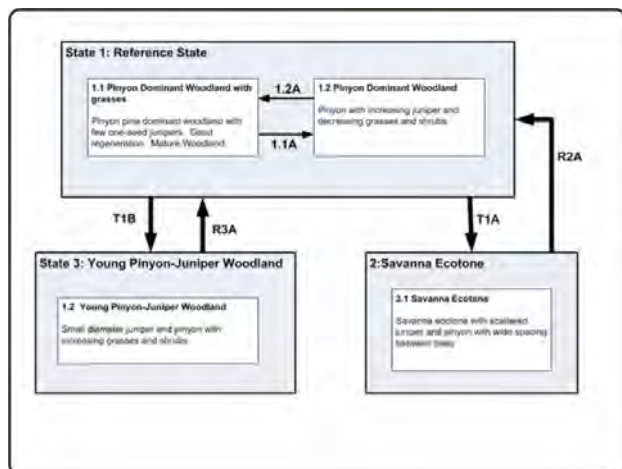 State 1: Reference State
1.1 Pinyon Dominant Woodland with
grasses
Pinyon pine dominant woodland with
few one-seed junipers. Good
regeneration. Mature Woodland.
1.2A
1.1A
1.2 Pinyon Dominant Woodland
Pinyon with increasing juniper and
decreasing grasses and shrubs
R2A
T1B
R3A
T1A
State 3: Young Pinyon-Juniper Woodland
1.2 Young Pinyon-Juniper Woodland
Small diameter juniper and pinyon with
increasing grasses and shrubs
2:Savanna Ecotone
3.1 Savanna Ecotone
Savanna ecotone with scattered
juniper and pinyon with wide spacing
between trees